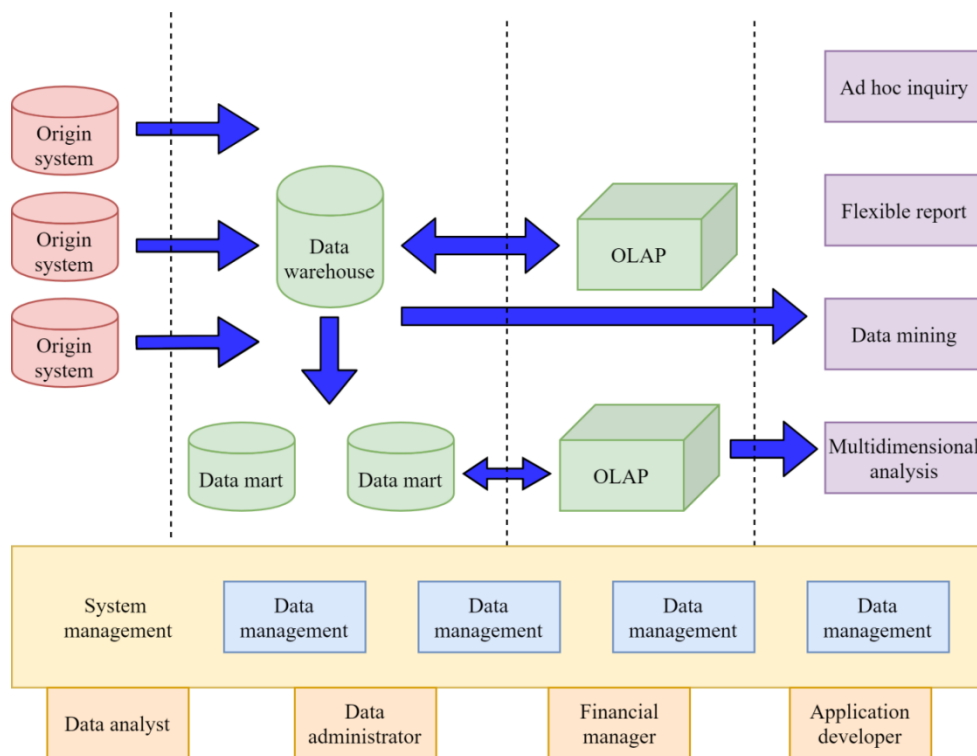 Ad hoc inquiry
Origin
system
Origin
system
Data
warehouse
OLAP
Flexible report
Origin
system
Data mining
Data mart
Data mart
OLAP
Multidimensional
analysis
System
management
Data
management
Data
management
Data
management
Data
management
Data analyst
Data
administrator
Financial
manager
Application
developer